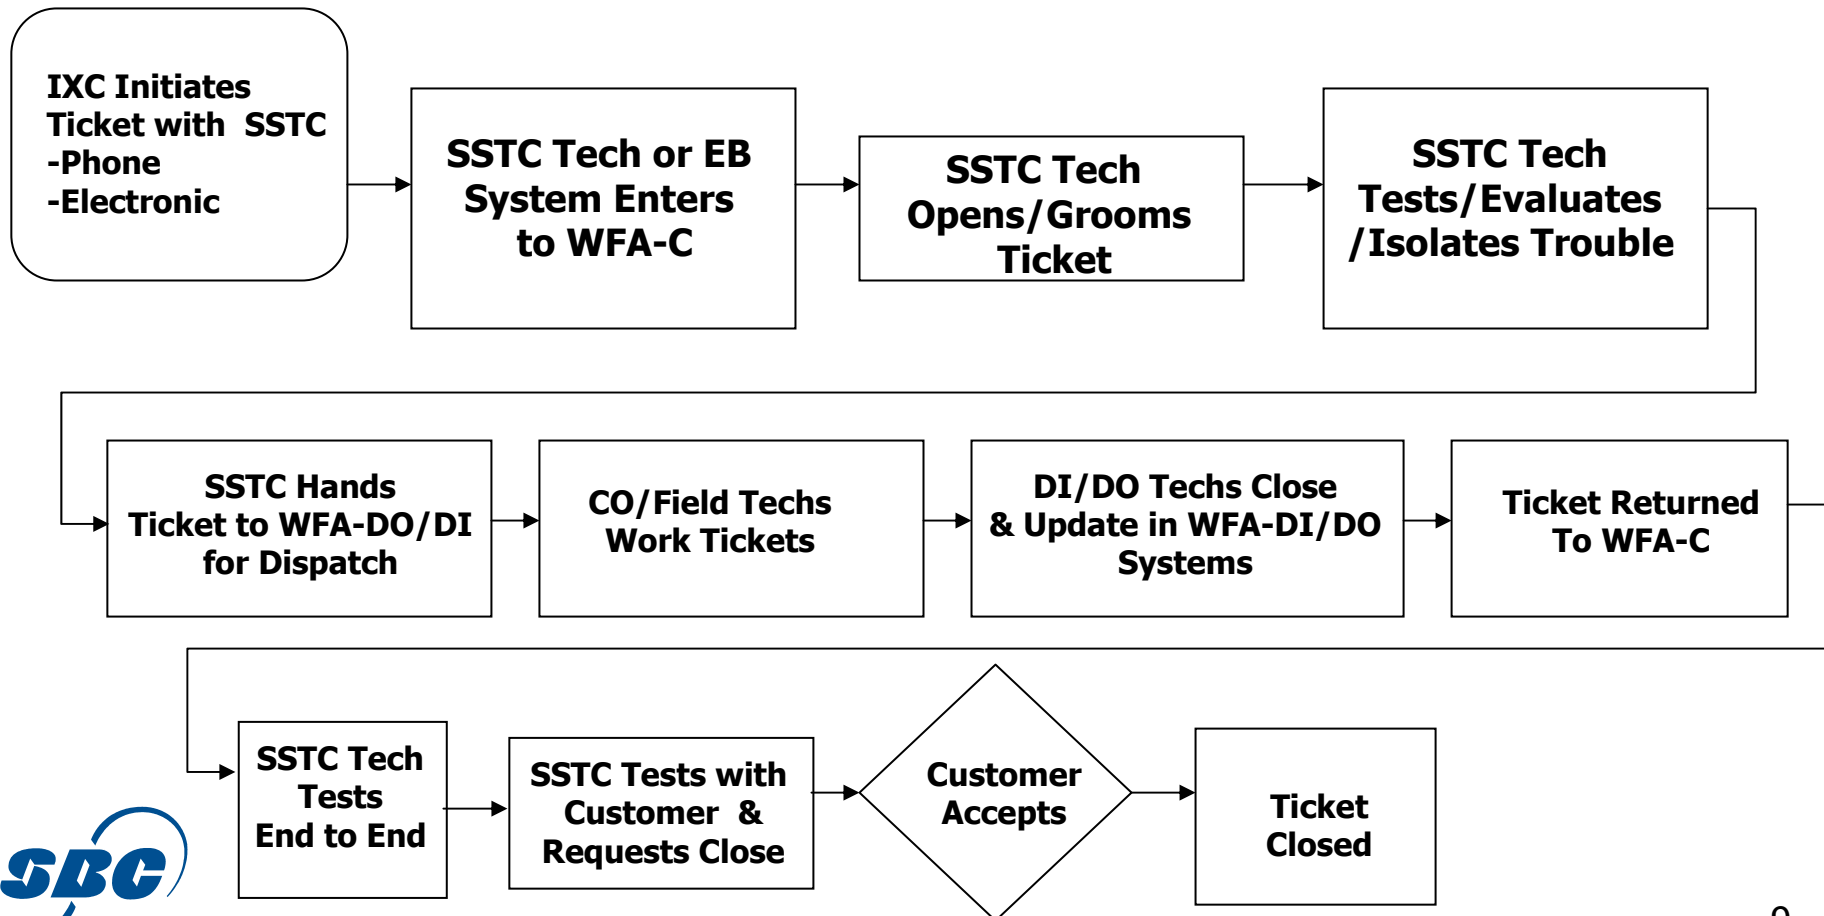 IXC Initiates
Ticket with SSTC
-Phone
-Electronic
SSTC Tech or EB
System Enters
to WFA-C
SSTC Tech
Opens/Grooms
Ticket
SSTC Tech
Tests/Evaluates
/Isolates Trouble
SSTC Hands
Ticket to WFA-DO/DI
for Dispatch
CO/Field Techs
Work Tickets
DI/DO Techs Close
& Update in WFA-DI/DO
Systems
Ticket Returned
To WFA-C
SSTC Tech
Tests
End to End
SSTC Tests with
Customer &
Requests Close
Customer
Accepts
Ticket
Closed
SBC